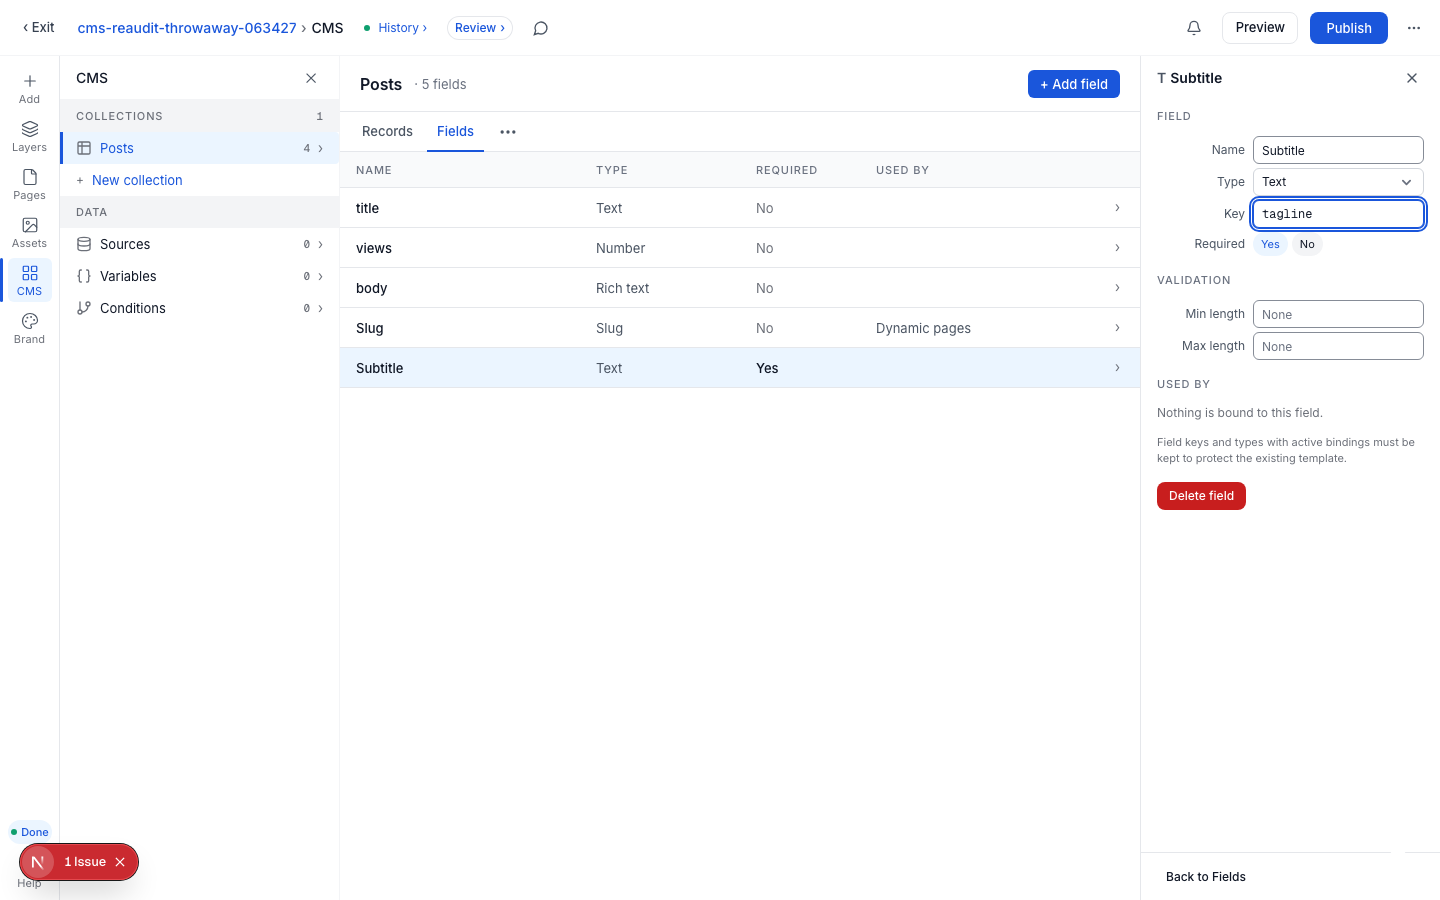 ‹ Exit
cms-reaudit-throwaway-063427 › CMS
History ›
Review ›
Preview
Publish
Add
Layers
Pages
Assets
CMS
Brand
Done
1 Issue
Help
CMS
COLLECTIONS 1
Posts 4 ›
+ New collection
DATA
Sources 0 ›
Variables 0 ›
Conditions 0 ›
Posts · 5 fields
+ Add field
Records Fields
NAME TYPE REQUIRED USED BY
title Text No ›
views Number No ›
body Rich text No ›
Slug Slug No Dynamic pages ›
Subtitle Text Yes ›
T Subtitle
FIELD
Name Subtitle
Type Text
Key tagline
Required Yes No
VALIDATION
Min length None
Max length None
USED BY
Nothing is bound to this field.
Field keys and types with active bindings must be
kept to protect the existing template.
Delete field
Back to Fields